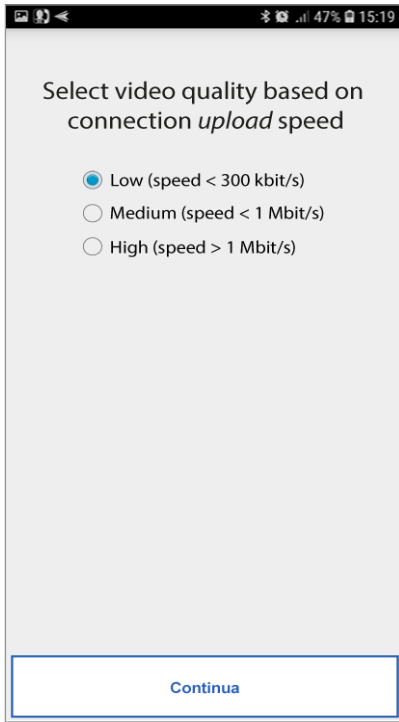 47% 15:19
Select video quality based on
connection upload speed
Low (speed < 300 kbit/s)
Medium (speed < 1 Mbit/s)
High (speed > 1 Mbit/s)
Continua